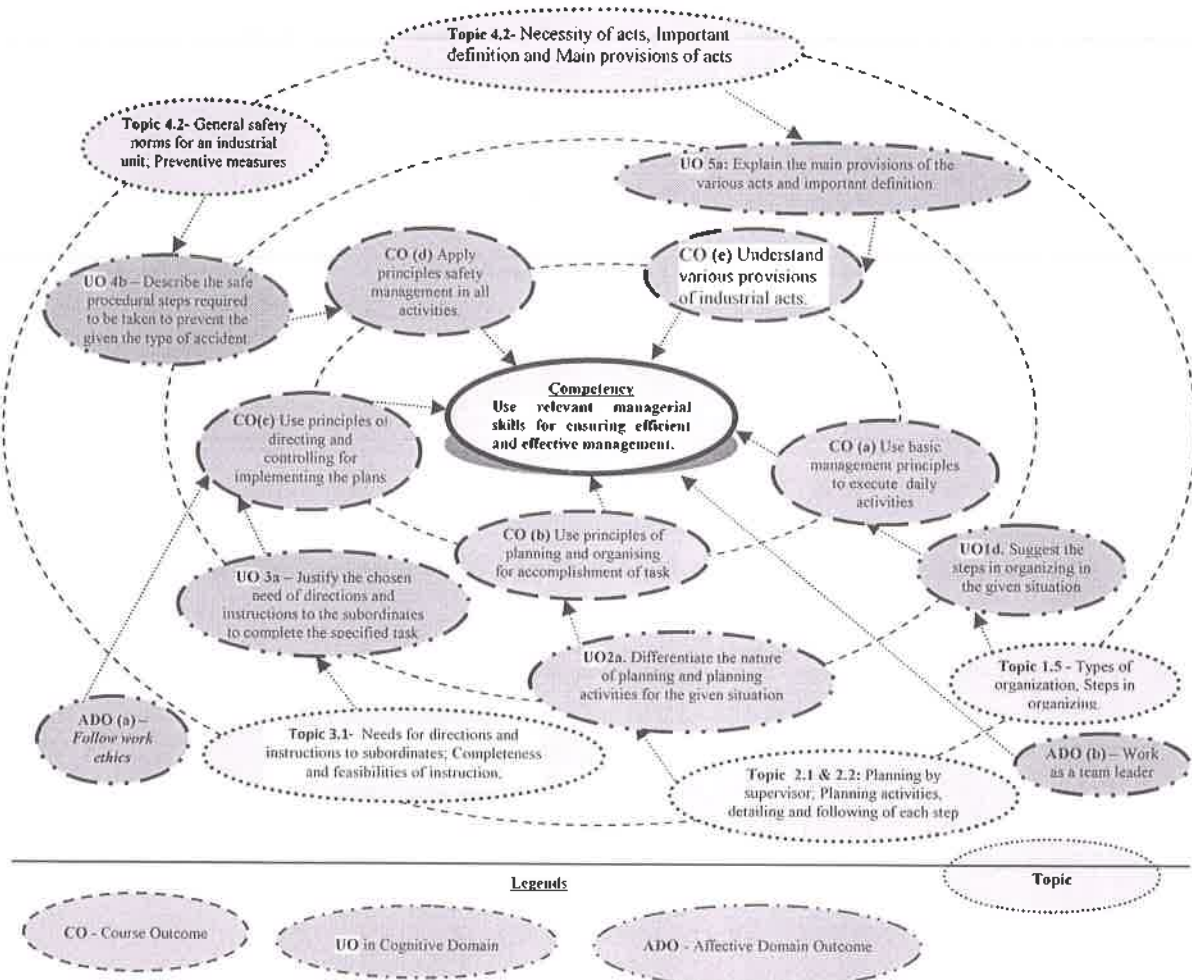 Topic 4.2- Necessity of acts, Important
definition and Main provisions of acts
Topic 4.2- General safety
norms for an industrial
unit; Preventive measures
UO 5a: Explain the main provisions of the
various acts and important definition.
UO 4b – Describe the safe
procedural steps required
to be taken to prevent the
given the type of accident.
CO (d) Apply
principles safety
management in all
activities.
CO (e) Understand
various provisions
of industrial acts.
Competency
Use relevant managerial
skills for ensuring efficient
and effective management.
CO(c) Use principles of
directing and
controlling for
implementing the plans
CO (a) Use basic
management principles
to execute daily
activities
CO (b) Use principles of
planning and organising
for accomplishment of task
UO 3a – Justify the chosen
need of directions and
instructions to the subordinates
to complete the specified task
UO1d. Suggest the
steps in organizing in
the given situation
UO2a. Differentiate the nature
of planning and planning
activities for the given situation
Topic 1.5 - Types of
organization, Steps in
organizing.
ADO (a) –
Follow work
ethics
Topic 3.1- Needs for directions and
instructions to subordinates; Completeness
and feasibilities of instruction.
Topic 2.1 & 2.2: Planning by
supervisor; Planning activities,
detailing and following of each step
ADO (b) – Work
as a team leader
Legends
Topic
CO - Course Outcome
UO in Cognitive Domain
ADO - Affective Domain Outcome